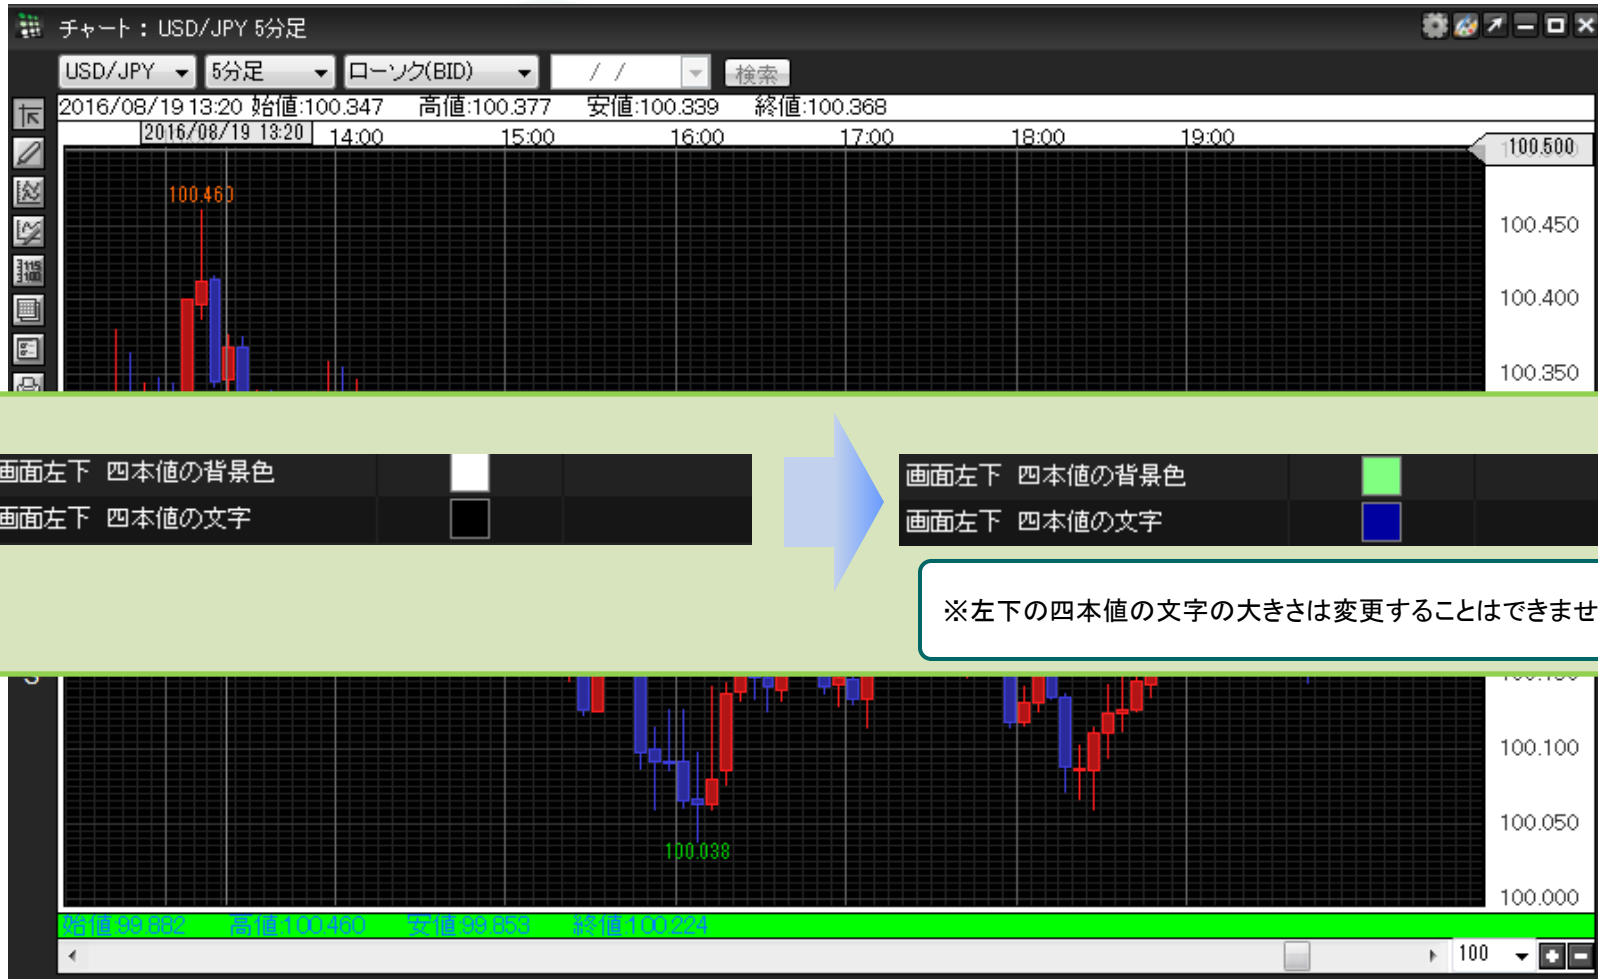 チャート：USD/JPY 5分足
USD/JPY 5分足 ローソク(BID) / / 検索
2016/08/19 13:20 始値:100.347 高値:100.377 安値:100.339 終値:100.368
2016/08/19 13:20 14:00 15:00 16:00 17:00 18:00 19:00
100.500
100.460
100.450
100.400
100.350
画面左下 四本値の背景色
画面左下 四本値の文字
画面左下 四本値の背景色
画面左下 四本値の文字
※左下の四本値の文字の大きさは変更することはできませ
100.100
100.050
100.038
100.000
始値:99.882 高値:100.460 安値:99.853 終値:100.224
100